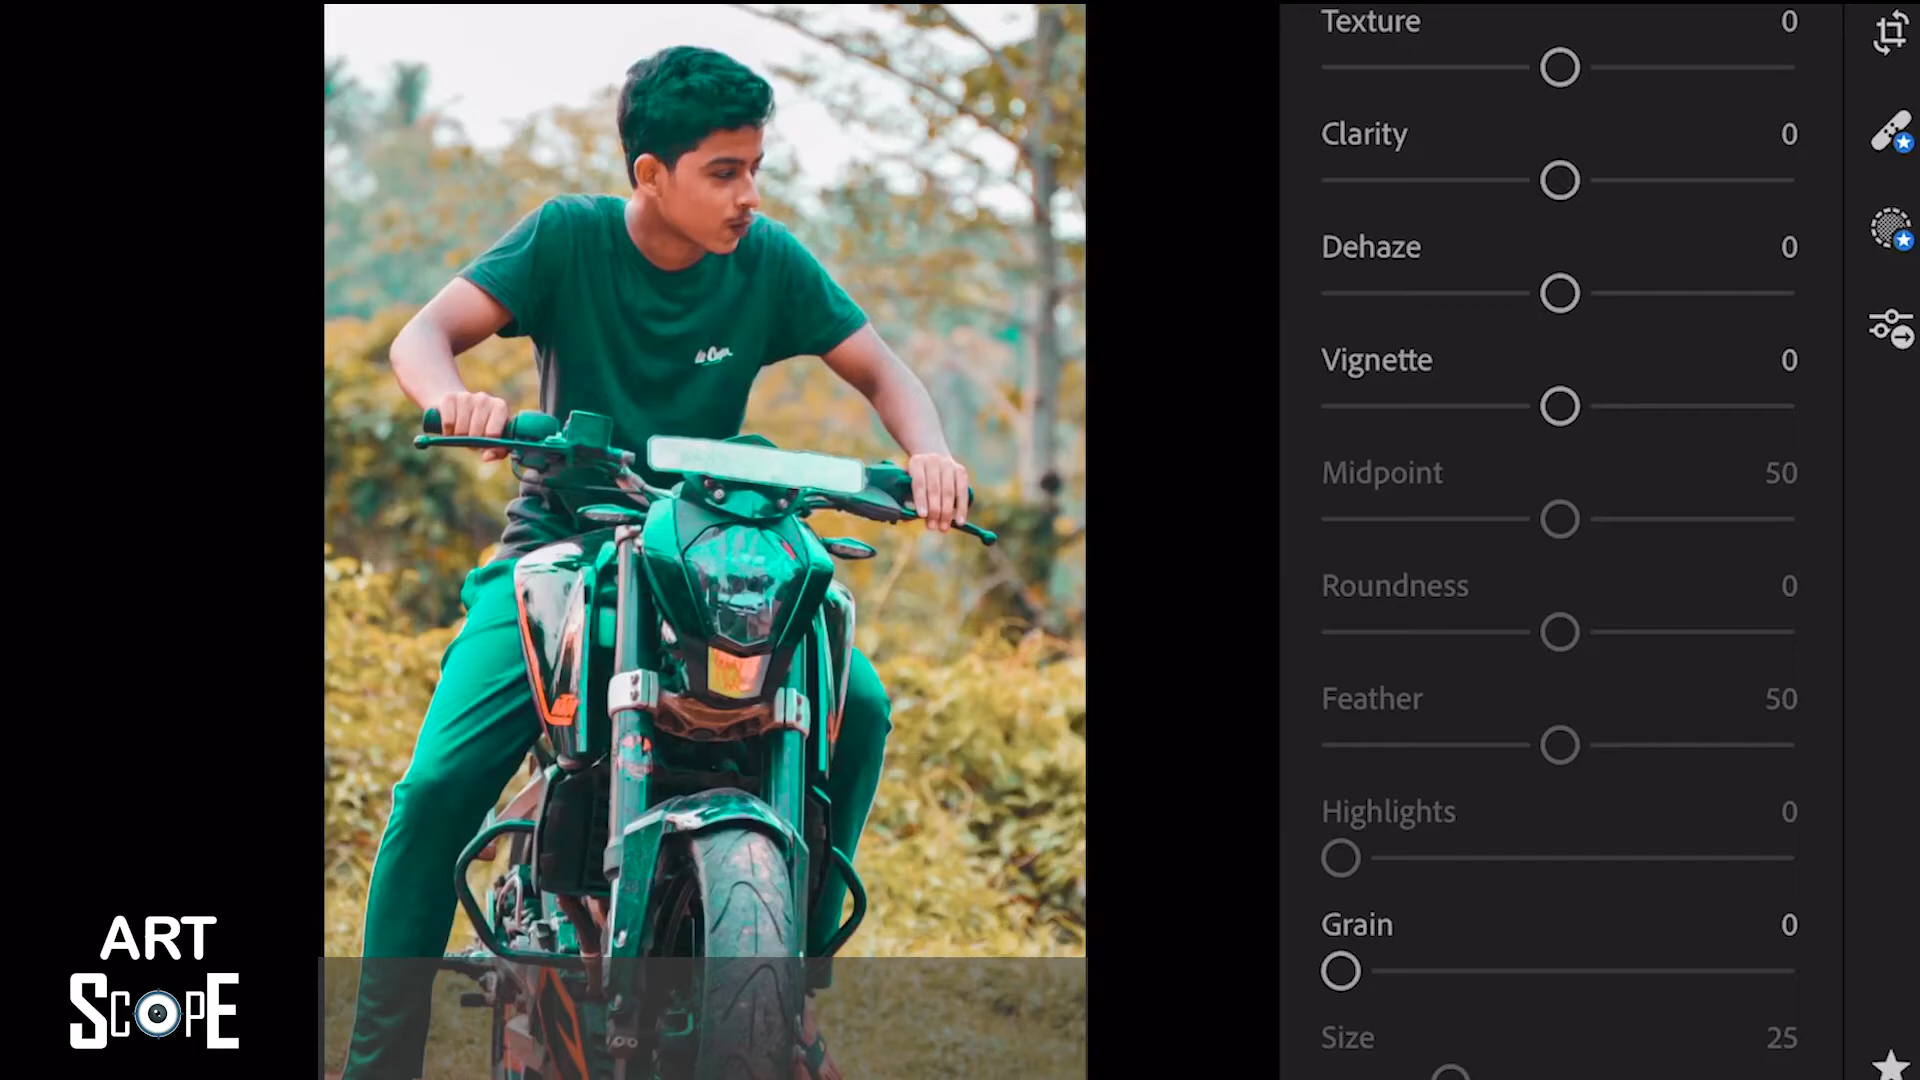 Texture 0
Clarity 0
Dehaze 0
Vignette 0
Midpoint 50
Roundness 0
Feather 50
Highlights 0
Grain 0
Size 25
ART
SCOPE